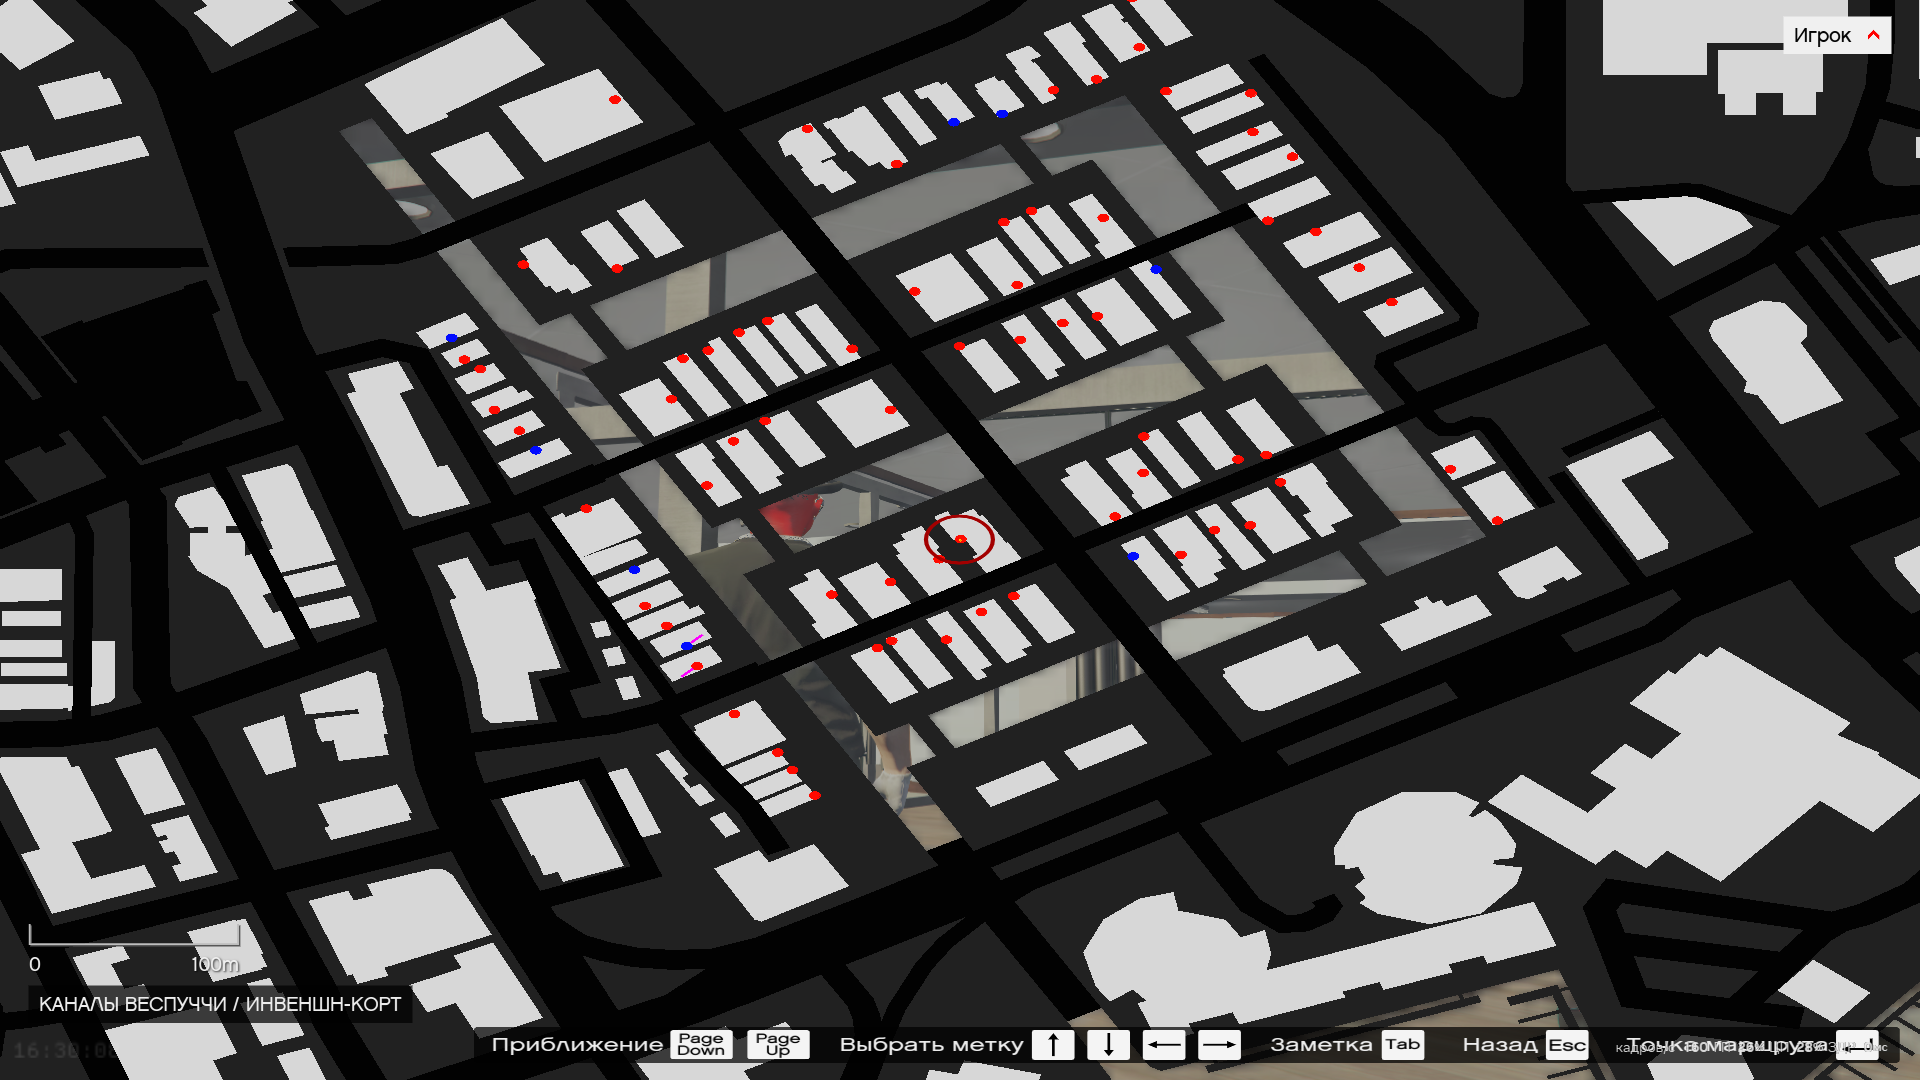 Игрок
0 100m
КАНАЛЫ ВЕСПУЧЧИ / ИНВЕНШН-КОРТ
16:30:0
Приближение Page Down Page Up Выбрать метку ↑ ↓ ← → Заметка Tab Назад Esc Точка маршрута